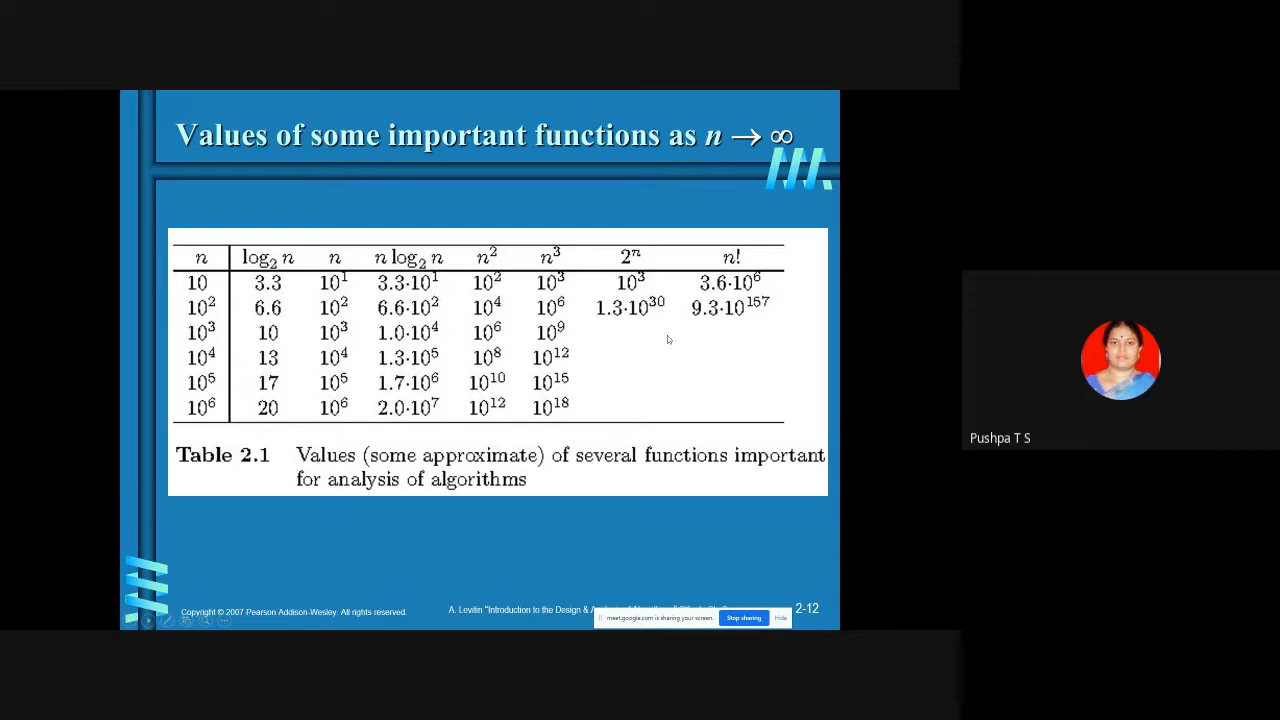 Values of some important functions as n → ∞
n log₂ n n n log₂ n n² n³ 2ⁿ n!
10 3.3 10¹ 3.3·10¹ 10² 10³ 10³ 3.6·10⁶
10² 6.6 10² 6.6·10² 10⁴ 10⁶ 1.3·10³⁰ 9.3·10¹⁵⁷
10³ 10 10³ 1.0·10⁴ 10⁶ 10⁹
10⁴ 13 10⁴ 1.3·10⁵ 10⁸ 10¹²
10⁵ 17 10⁵ 1.7·10⁶ 10¹⁰ 10¹⁵
10⁶ 20 10⁶ 2.0·10⁷ 10¹² 10¹⁸
Table 2.1 Values (some approximate) of several functions important
for analysis of algorithms
Copyright © 2007 Pearson Addison-Wesley. All rights reserved.
A. Levitin "Introduction to the Design &
2-12
meet.google.com is sharing your screen. Stop sharing Hide
Pushpa T S